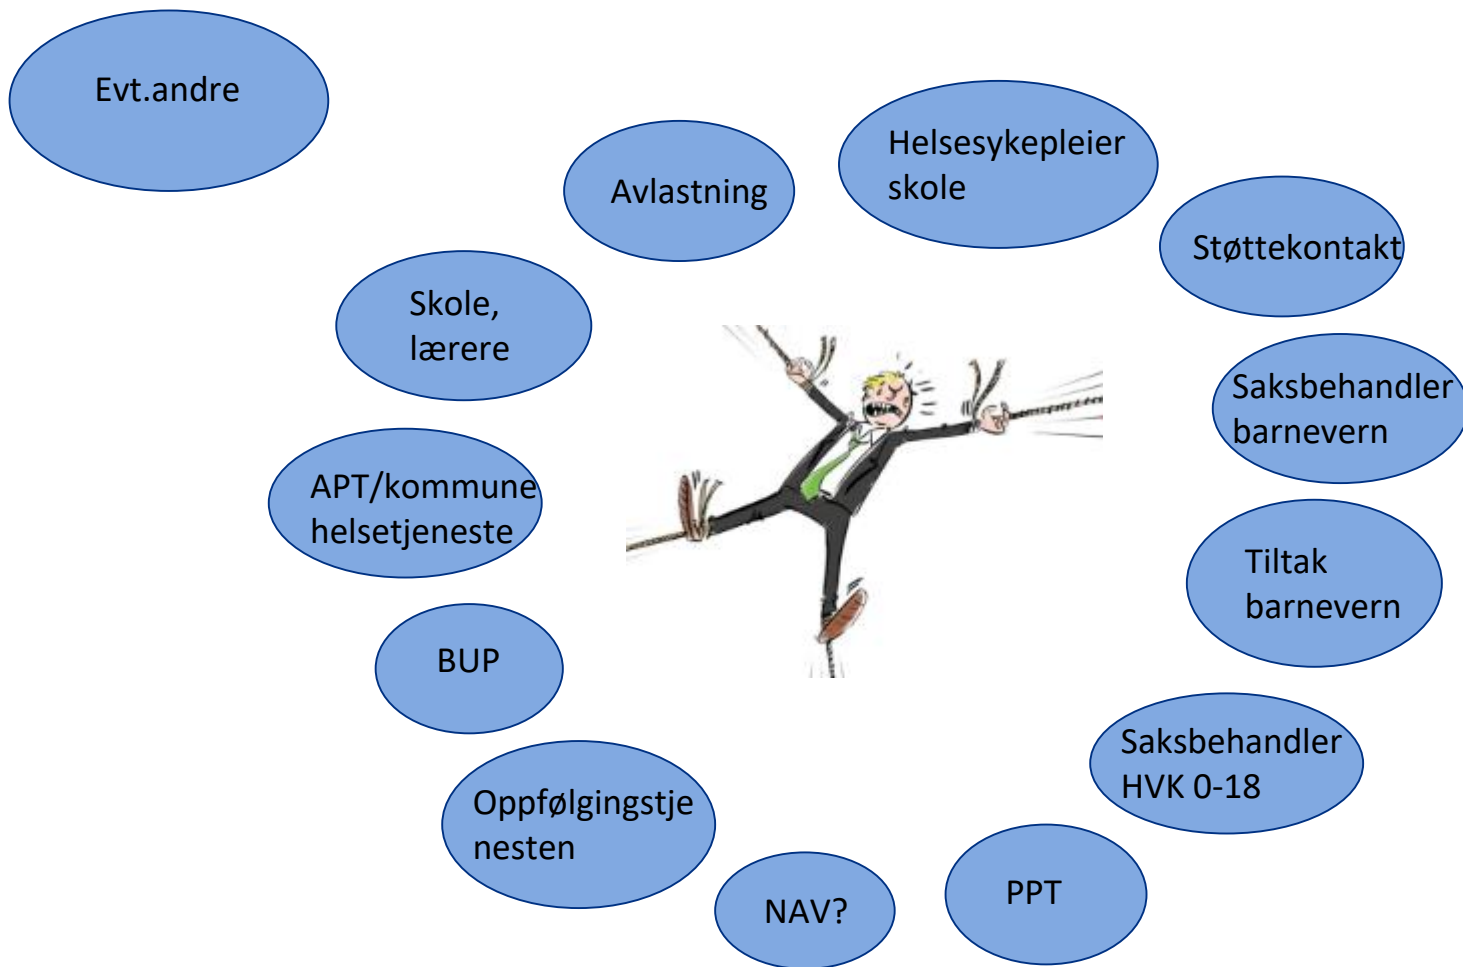 Evt.andre
Avlastning
Helsesykepleier
skole
Støttekontakt
Skole,
lærere
Saksbehandler
barnevern
APT/kommune
helsetjeneste
Tiltak
barnevern
BUP
Saksbehandler
HVK 0-18
Oppfølgingstje
nesten
NAV?
PPT